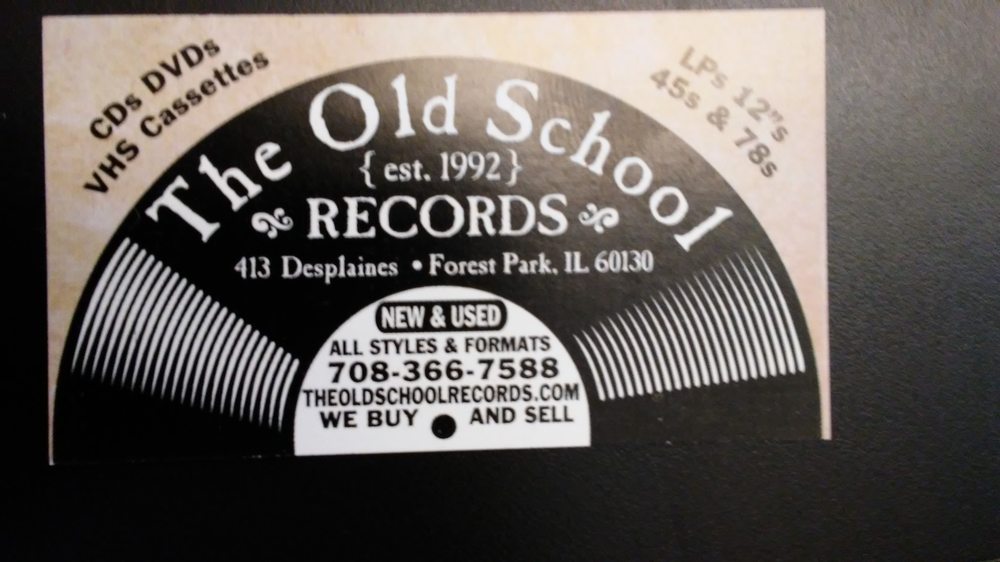 CDs DVDs
VHS Cassettes
LPs 12"s
45s & 78s
The Old School
{ est. 1992 }
RECORDS
413 Desplaines • Forest Park, IL 60130
NEW & USED
ALL STYLES & FORMATS
708-366-7588
THEOLDSCHOOLRECORDS.COM
WE BUY AND SELL